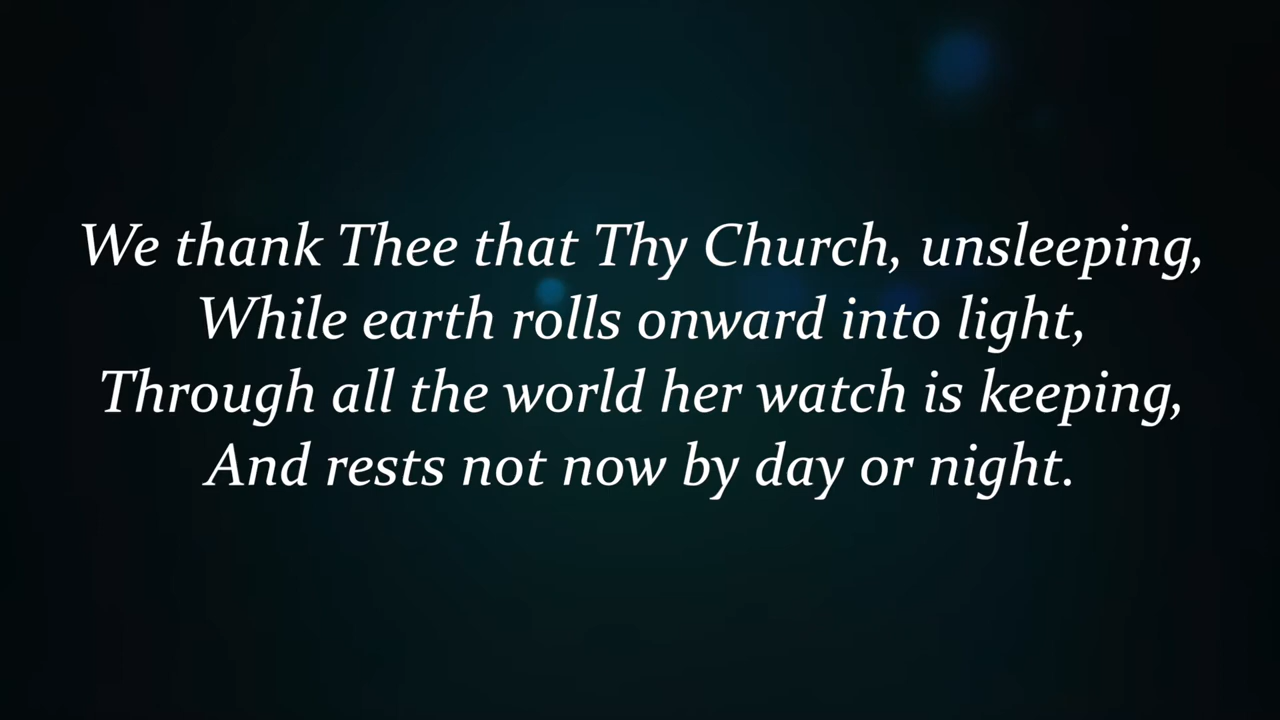 We thank Thee that Thy Church, unsleeping,
While earth rolls onward into light,
Through all the world her watch is keeping,
And rests not now by day or night.